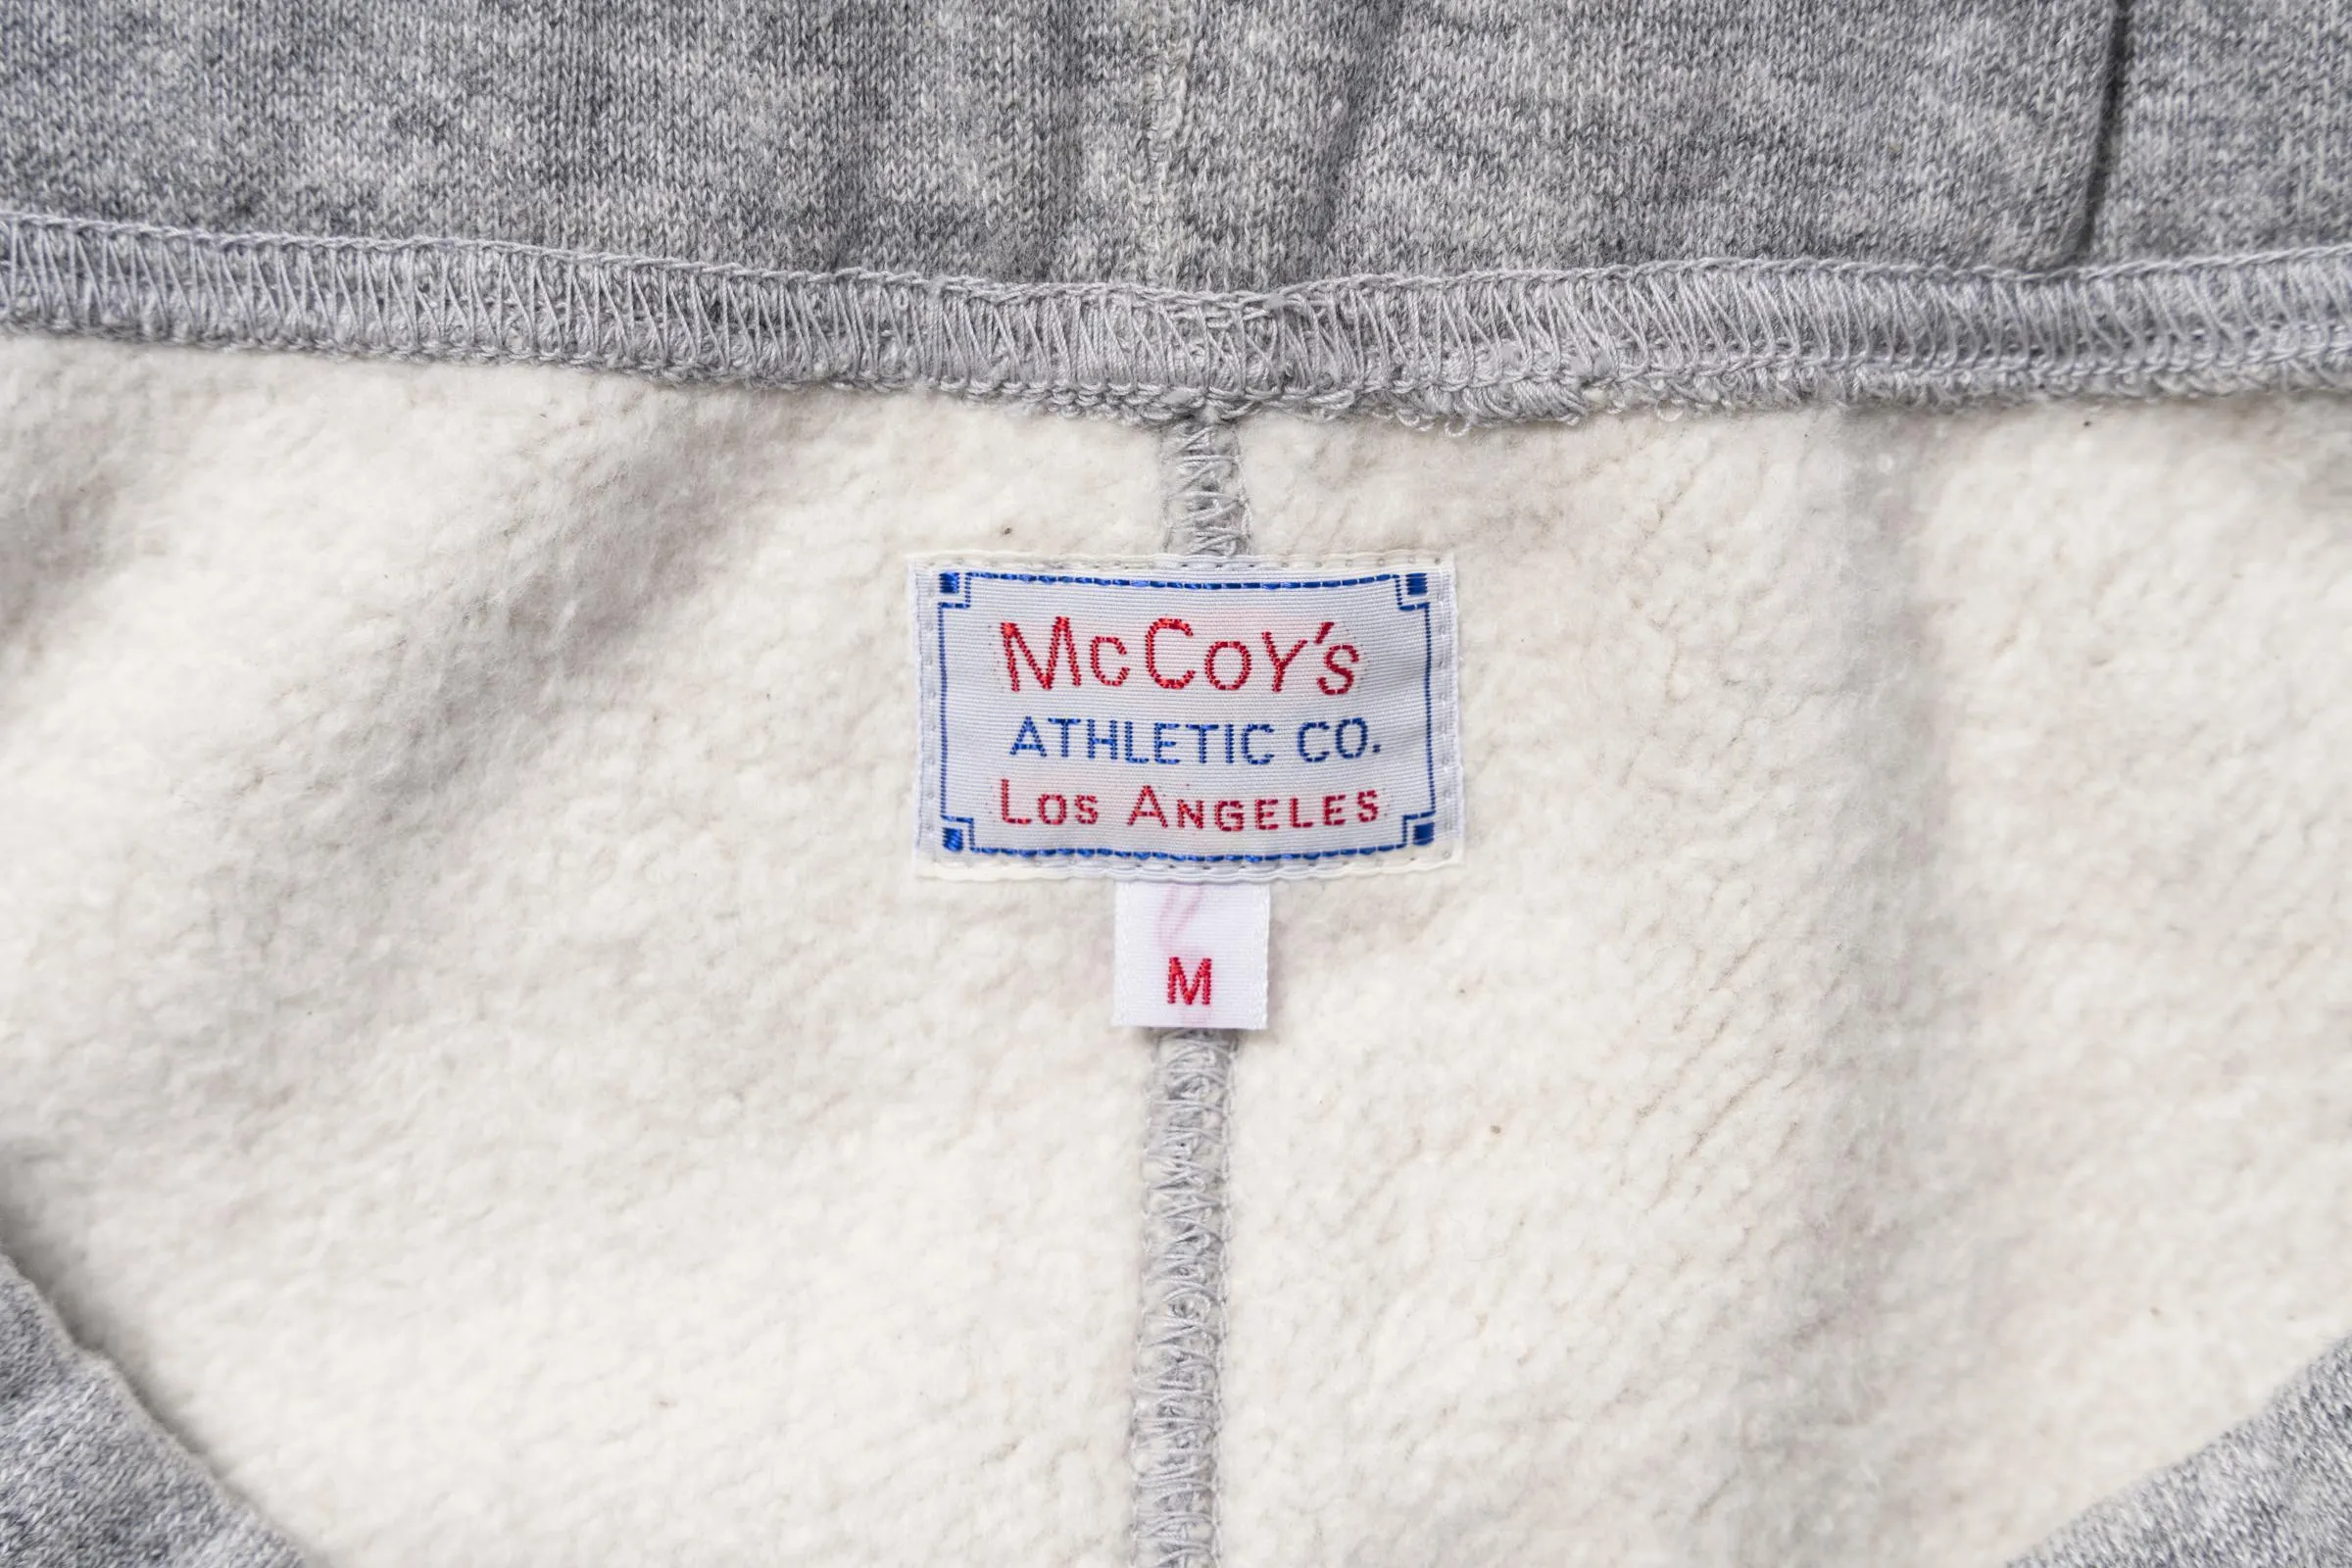 McCoy's
ATHLETIC CO.
Los Angeles
M